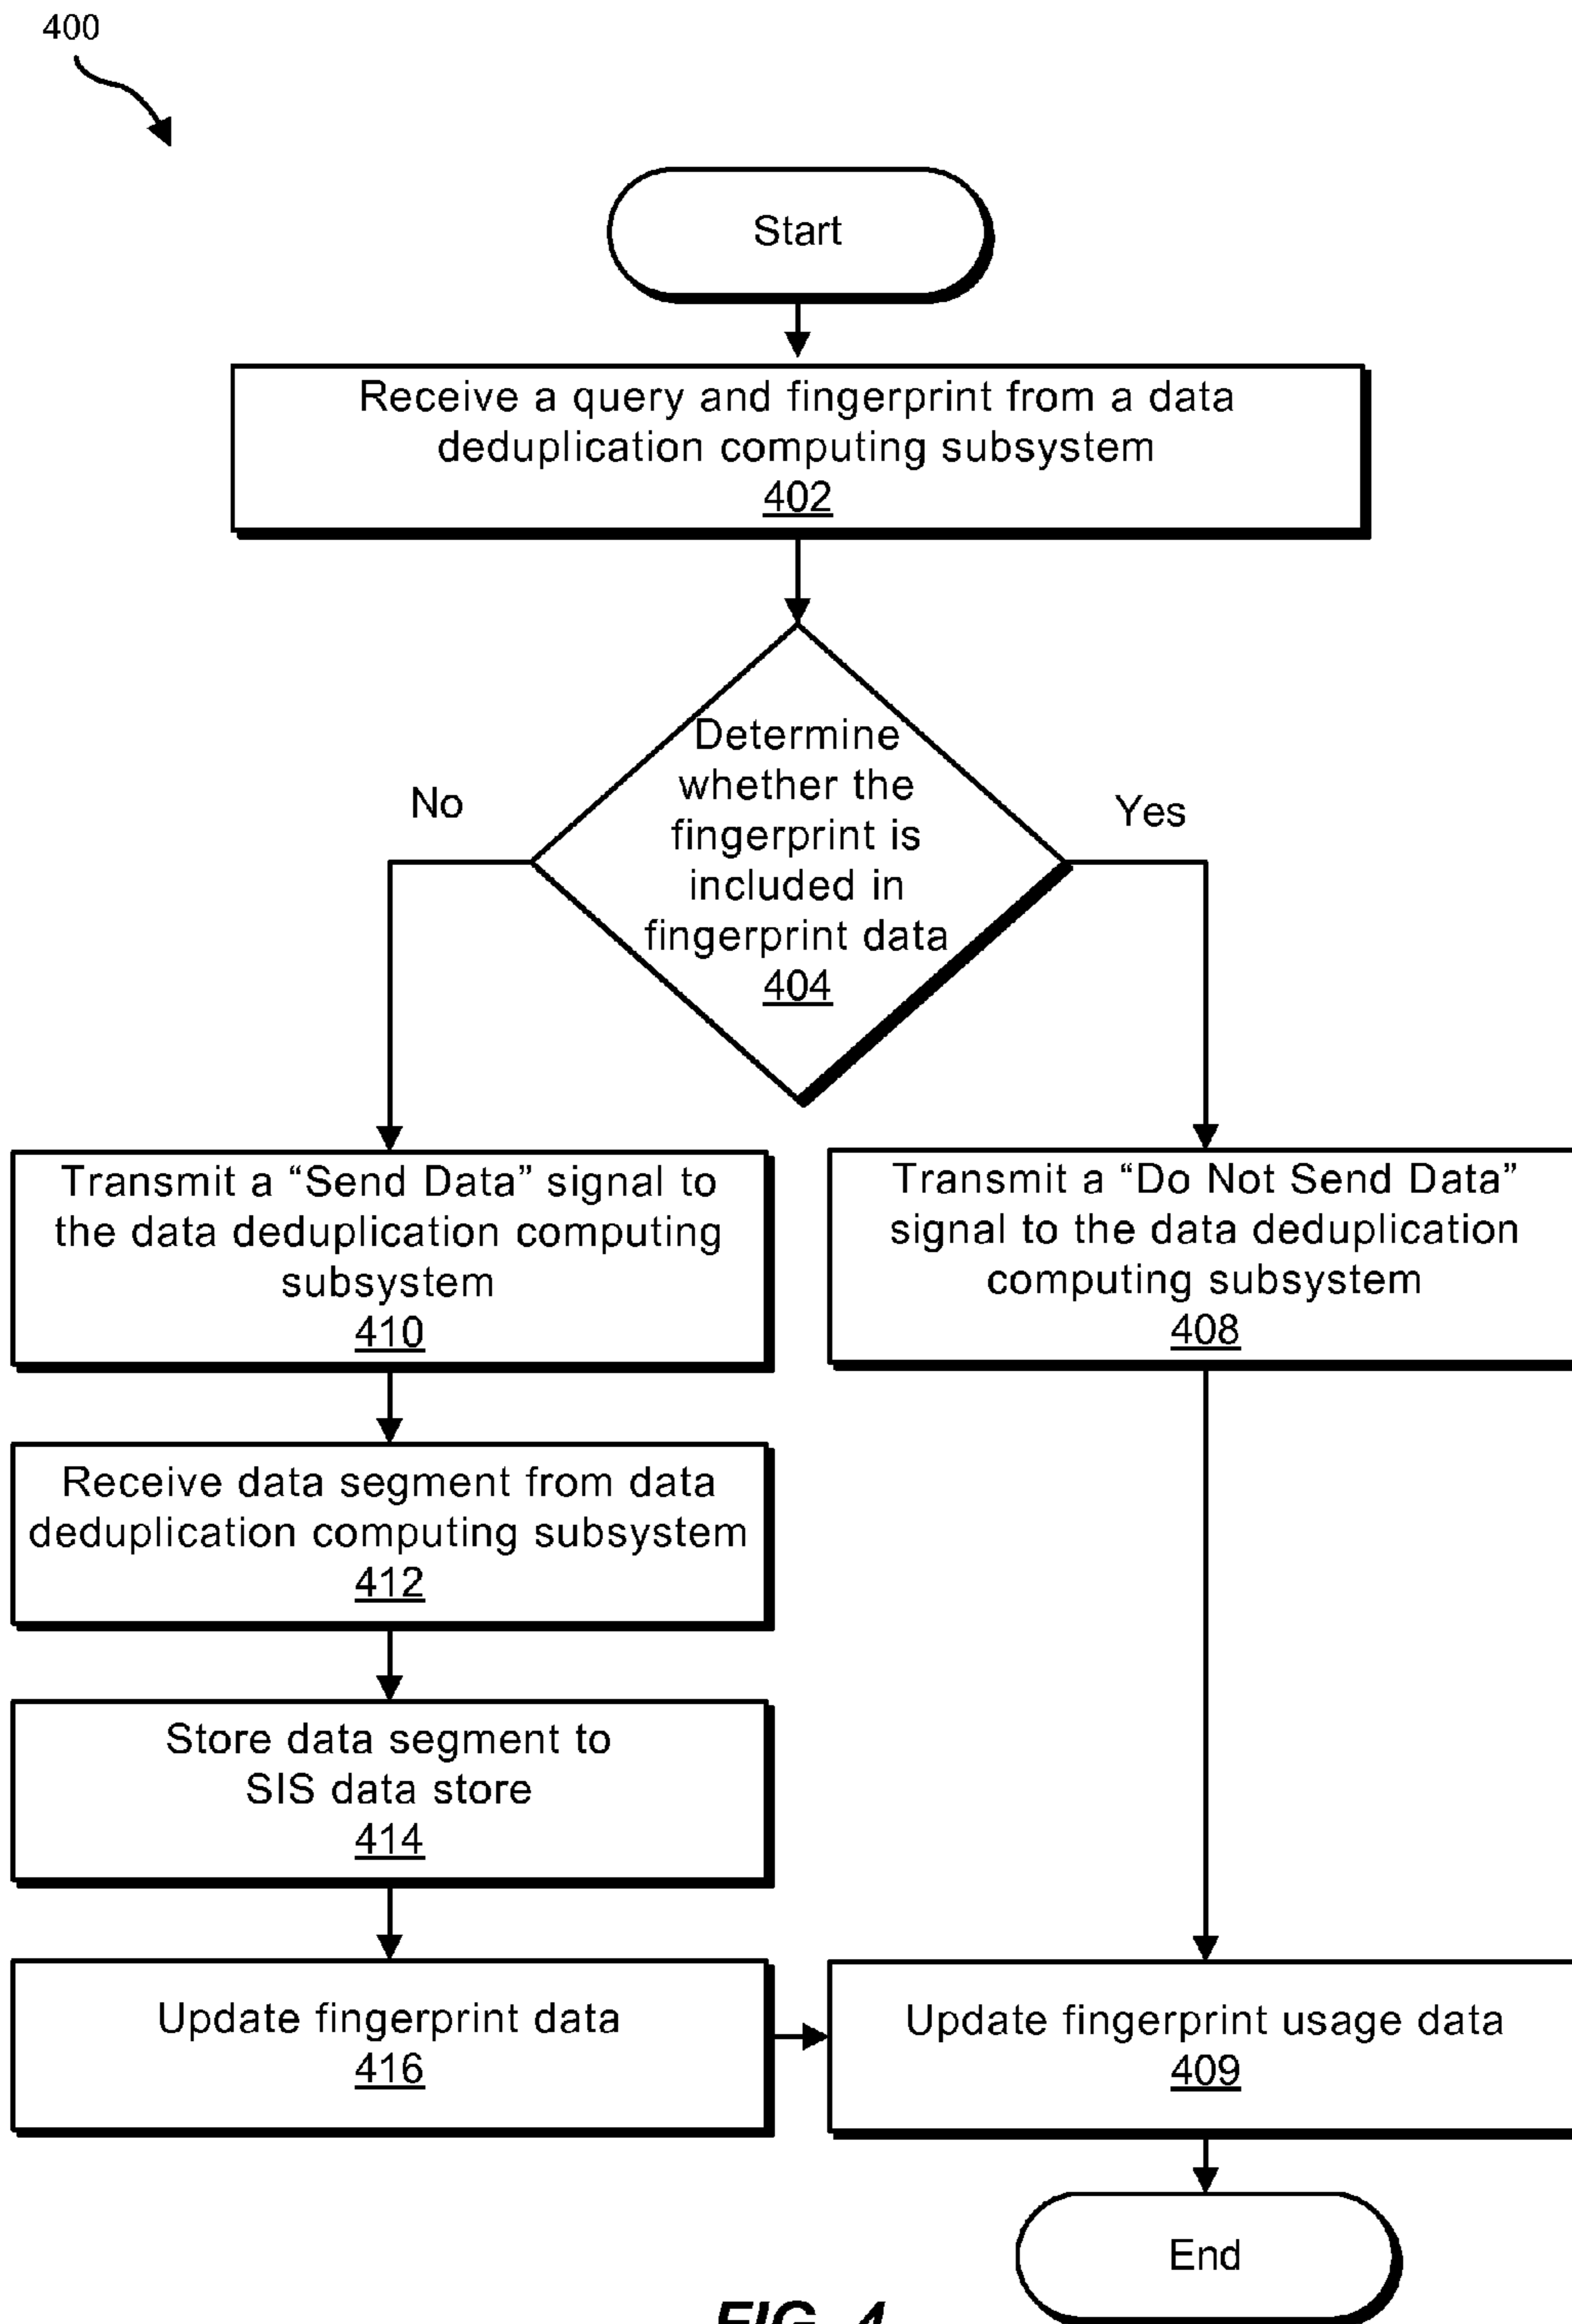 400
Start
Receive a query and fingerprint from a data
deduplication computing subsystem
402
Determine
whether the
fingerprint is
included in
fingerprint data
404
No
Yes
Transmit a “Send Data” signal to
the data deduplication computing
subsystem
410
Transmit a “Do Not Send Data”
signal to the data deduplication
computing subsystem
408
Receive data segment from data
deduplication computing subsystem
412
Store data segment to
SIS data store
414
Update fingerprint data
416
Update fingerprint usage data
409
End
FIG. 4